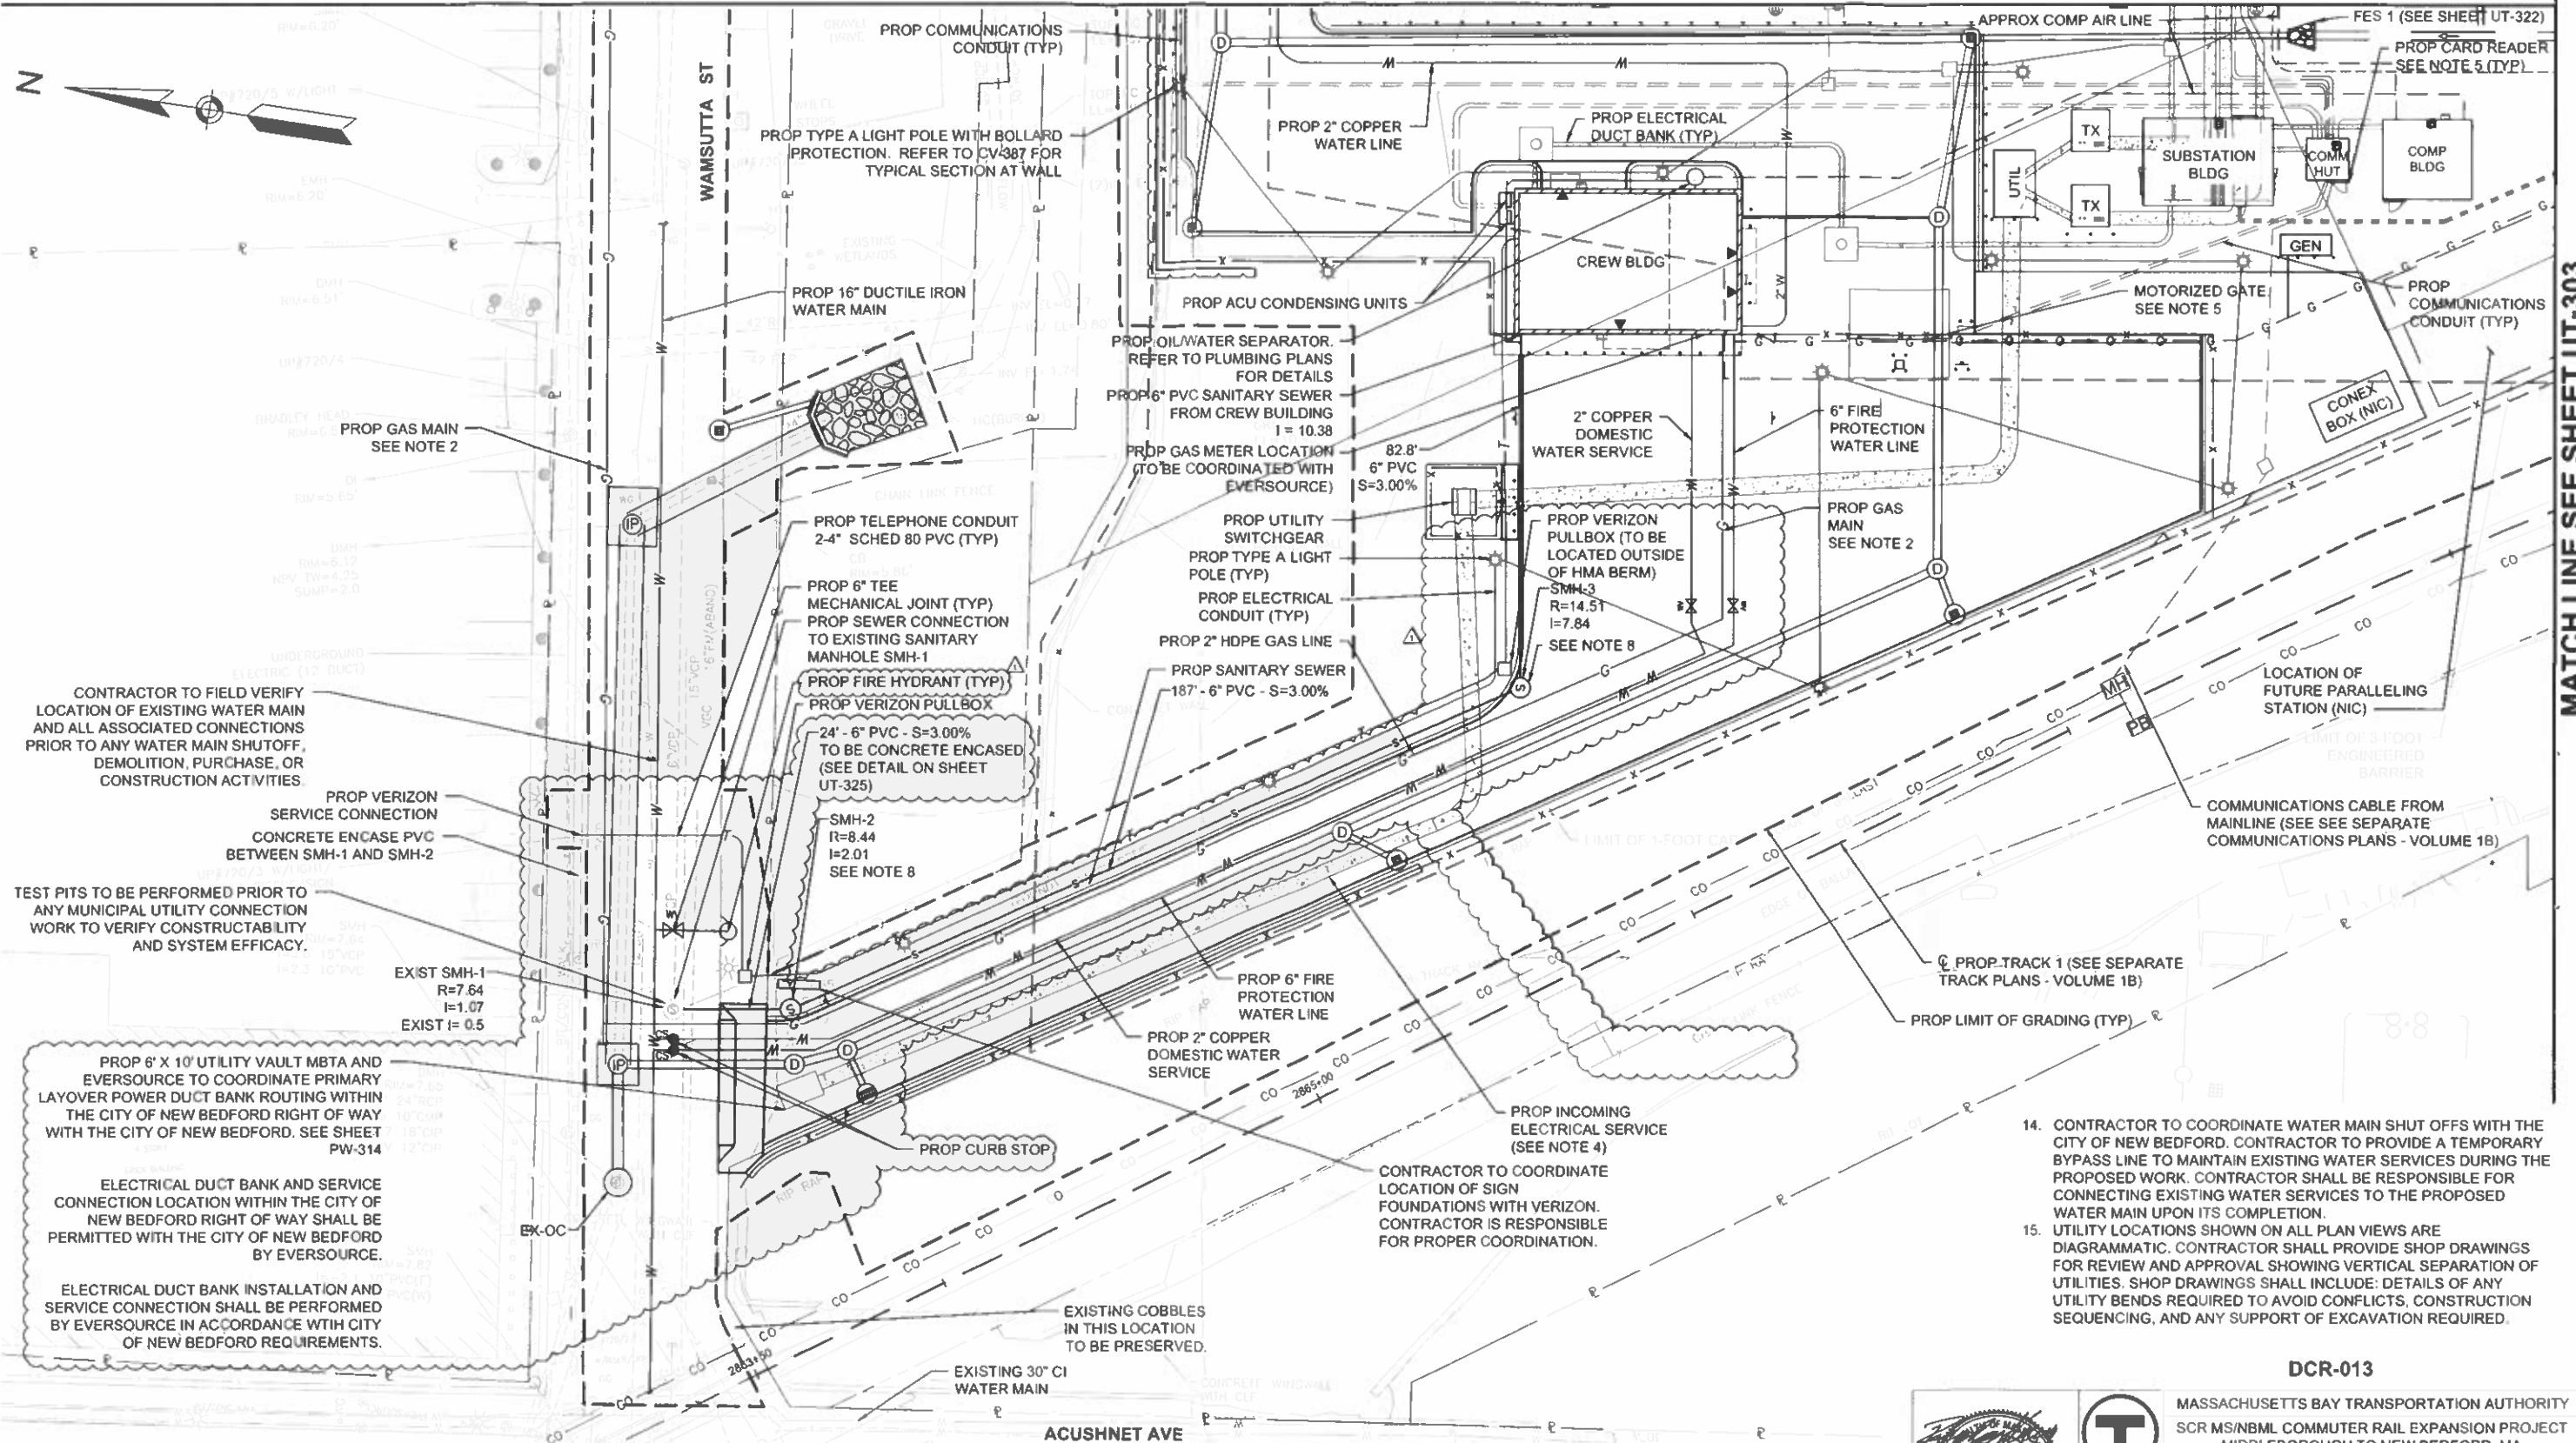 PROP COMMUNICATIONS
CONDUIT (TYP)
APPROX COMP AIR LINE
FES 1 (SEE SHEET UT-322)
PROP CARD READER
SEE NOTE 5 (TYP)
N
WAMSUTTA ST
PROP TYPE A LIGHT POLE WITH BOLLARD
PROTECTION. REFER TO CV-387 FOR
TYPICAL SECTION AT WALL
PROP 2" COPPER
WATER LINE
PROP ELECTRICAL
DUCT BANK (TYP)
TX
TX
UTIL
SUBSTATION
BLDG
COMM
HUT
COMP
BLDG
GEN
CREW BLDG
2" W
PROP 16" DUCTILE IRON
WATER MAIN
PROP ACU CONDENSING UNITS
MOTORIZED GATE
SEE NOTE 5
PROP
COMMUNICATIONS
CONDUIT (TYP)
MATCH LINE SEE SHEET UT-303
PROP OIL/WATER SEPARATOR.
REFER TO PLUMBING PLANS
FOR DETAILS
PROP 6" PVC SANITARY SEWER
FROM CREW BUILDING
I = 10.38
PROP GAS METER LOCATION
(TO BE COORDINATED WITH
EVERSOURCE)
82.8'
6" PVC
S=3.00%
2" COPPER
DOMESTIC
WATER SERVICE
6" FIRE
PROTECTION
WATER LINE
CONEX
BOX (NIC)
PROP GAS MAIN
SEE NOTE 2
PROP TELEPHONE CONDUIT
2-4" SCHED 80 PVC (TYP)
PROP UTILITY
SWITCHGEAR
PROP TYPE A LIGHT
POLE (TYP)
PROP ELECTRICAL
CONDUIT (TYP)
PROP 2" HDPE GAS LINE
PROP SANITARY SEWER
187' - 6" PVC - S=3.00%
PROP VERIZON
PULLBOX (TO BE
LOCATED OUTSIDE
OF HMA BERM)
SMH-3
R=14.51
I=7.84
SEE NOTE 8
PROP GAS
MAIN
SEE NOTE 2
PROP 6" TEE
MECHANICAL JOINT (TYP)
PROP SEWER CONNECTION
TO EXISTING SANITARY
MANHOLE SMH-1
PROP FIRE HYDRANT (TYP)
PROP VERIZON PULLBOX
24' - 6" PVC - S=3.00%
TO BE CONCRETE ENCASED
(SEE DETAIL ON SHEET
UT-325)
SMH-2
R=8.44
I=2.01
SEE NOTE 8
CONTRACTOR TO FIELD VERIFY
LOCATION OF EXISTING WATER MAIN
AND ALL ASSOCIATED CONNECTIONS
PRIOR TO ANY WATER MAIN SHUTOFF,
DEMOLITION, PURCHASE, OR
CONSTRUCTION ACTIVITIES.
PROP VERIZON
SERVICE CONNECTION
CONCRETE ENCASE PVC
BETWEEN SMH-1 AND SMH-2
TEST PITS TO BE PERFORMED PRIOR TO
ANY MUNICIPAL UTILITY CONNECTION
WORK TO VERIFY CONSTRUCTABILITY
AND SYSTEM EFFICACY.
EXIST SMH-1
R=7.64
I=1.07
EXIST I= 0.5
MH
PB
LOCATION OF
FUTURE PARALLELING
STATION (NIC)
LIMIT OF 3-FOOT
ENGINEERED
BARRIER
COMMUNICATIONS CABLE FROM
MAINLINE (SEE SEE SEPARATE
COMMUNICATIONS PLANS - VOLUME 1B)
℄ PROP TRACK 1 (SEE SEPARATE
TRACK PLANS - VOLUME 1B)
PROP LIMIT OF GRADING (TYP)
PROP 6" FIRE
PROTECTION
WATER LINE
PROP 2" COPPER
DOMESTIC WATER
SERVICE
PROP INCOMING
ELECTRICAL SERVICE
(SEE NOTE 4)
2865+00
PROP 6' X 10' UTILITY VAULT MBTA AND
EVERSOURCE TO COORDINATE PRIMARY
LAYOVER POWER DUCT BANK ROUTING WITHIN
THE CITY OF NEW BEDFORD RIGHT OF WAY
WITH THE CITY OF NEW BEDFORD. SEE SHEET
PW-314
ELECTRICAL DUCT BANK AND SERVICE
CONNECTION LOCATION WITHIN THE CITY OF
NEW BEDFORD RIGHT OF WAY SHALL BE
PERMITTED WITH THE CITY OF NEW BEDFORD
BY EVERSOURCE.
ELECTRICAL DUCT BANK INSTALLATION AND
SERVICE CONNECTION SHALL BE PERFORMED
BY EVERSOURCE IN ACCORDANCE WTIH CITY
OF NEW BEDFORD REQUIREMENTS.
EX-OC
PROP CURB STOP
CONTRACTOR TO COORDINATE
LOCATION OF SIGN
FOUNDATIONS WITH VERIZON.
CONTRACTOR IS RESPONSIBLE
FOR PROPER COORDINATION.
EXISTING COBBLES
IN THIS LOCATION
TO BE PRESERVED.
EXISTING 30" CI
WATER MAIN
2863+50
ACUSHNET AVE
14. CONTRACTOR TO COORDINATE WATER MAIN SHUT OFFS WITH THE
CITY OF NEW BEDFORD. CONTRACTOR TO PROVIDE A TEMPORARY
BYPASS LINE TO MAINTAIN EXISTING WATER SERVICES DURING THE
PROPOSED WORK. CONTRACTOR SHALL BE RESPONSIBLE FOR
CONNECTING EXISTING WATER SERVICES TO THE PROPOSED
WATER MAIN UPON ITS COMPLETION.
15. UTILITY LOCATIONS SHOWN ON ALL PLAN VIEWS ARE
DIAGRAMMATIC. CONTRACTOR SHALL PROVIDE SHOP DRAWINGS
FOR REVIEW AND APPROVAL SHOWING VERTICAL SEPARATION OF
UTILITIES. SHOP DRAWINGS SHALL INCLUDE: DETAILS OF ANY
UTILITY BENDS REQUIRED TO AVOID CONFLICTS, CONSTRUCTION
SEQUENCING, AND ANY SUPPORT OF EXCAVATION REQUIRED.
DCR-013
T
MASSACHUSETTS BAY TRANSPORTATION AUTHORITY
SCR MS/NBML COMMUTER RAIL EXPANSION PROJECT